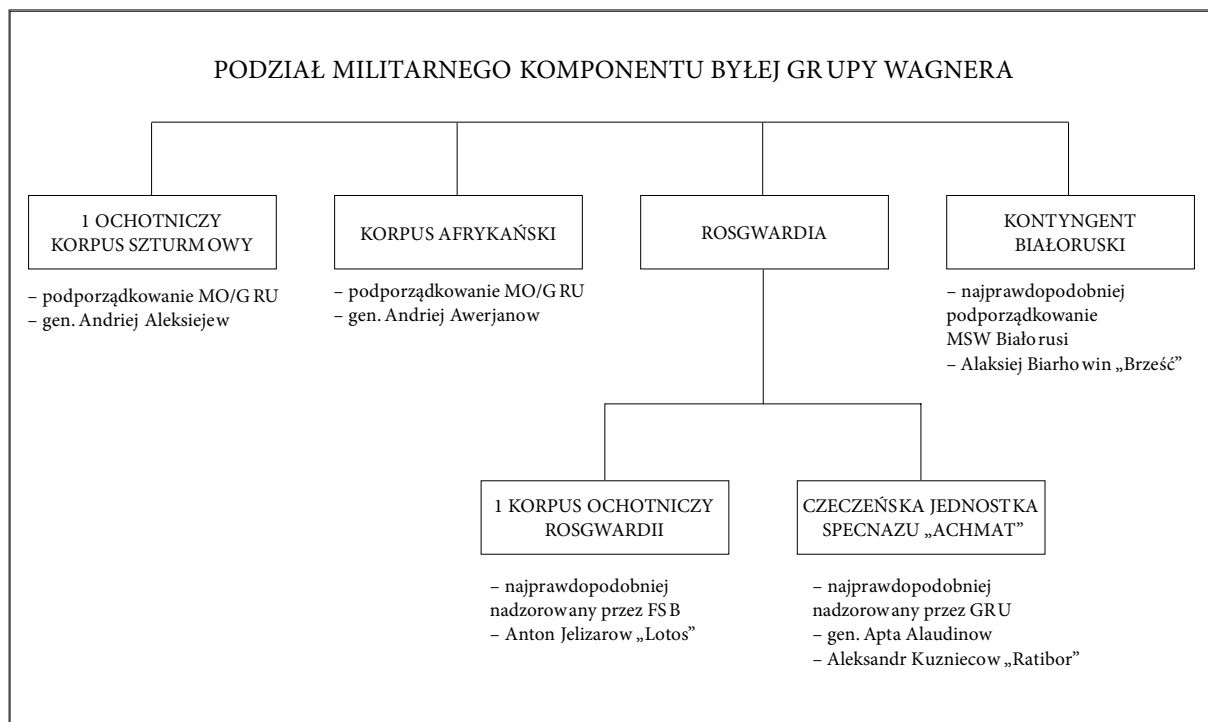 PODZIAŁ MILITARNEGO KOMPONENTU BYŁEJ GRUPY WAGNERA
1 OCHOTNICZY
KORPUS SZTURMOWY
– podporządkowanie MO/GRU
– gen. Andriej Aleksiejew
KORPUS AFRYKAŃSKI
– podporządkowanie MO/GRU
– gen. Andriej Awerjanow
ROSGWARDIA
KONTYNGENT
BIAŁORUSKI
– najprawdopodobniej
podporządkowanie
MSW Białorusi
– Alaksiej Biarhowin „Brześć”
1 KORPUS OCHOTNICZY
ROSGWARDII
– najprawdopodobniej
nadzorowany przez FSB
– Anton Jelizarow „Lotos”
CZECZEŃSKA JEDNOSTKA
SPECNAZU „ACHMAT”
– najprawdopodobniej
nadzorowany przez GRU
– gen. Apta Alaudinow
– Aleksandr Kuzniecow „Ratibor”